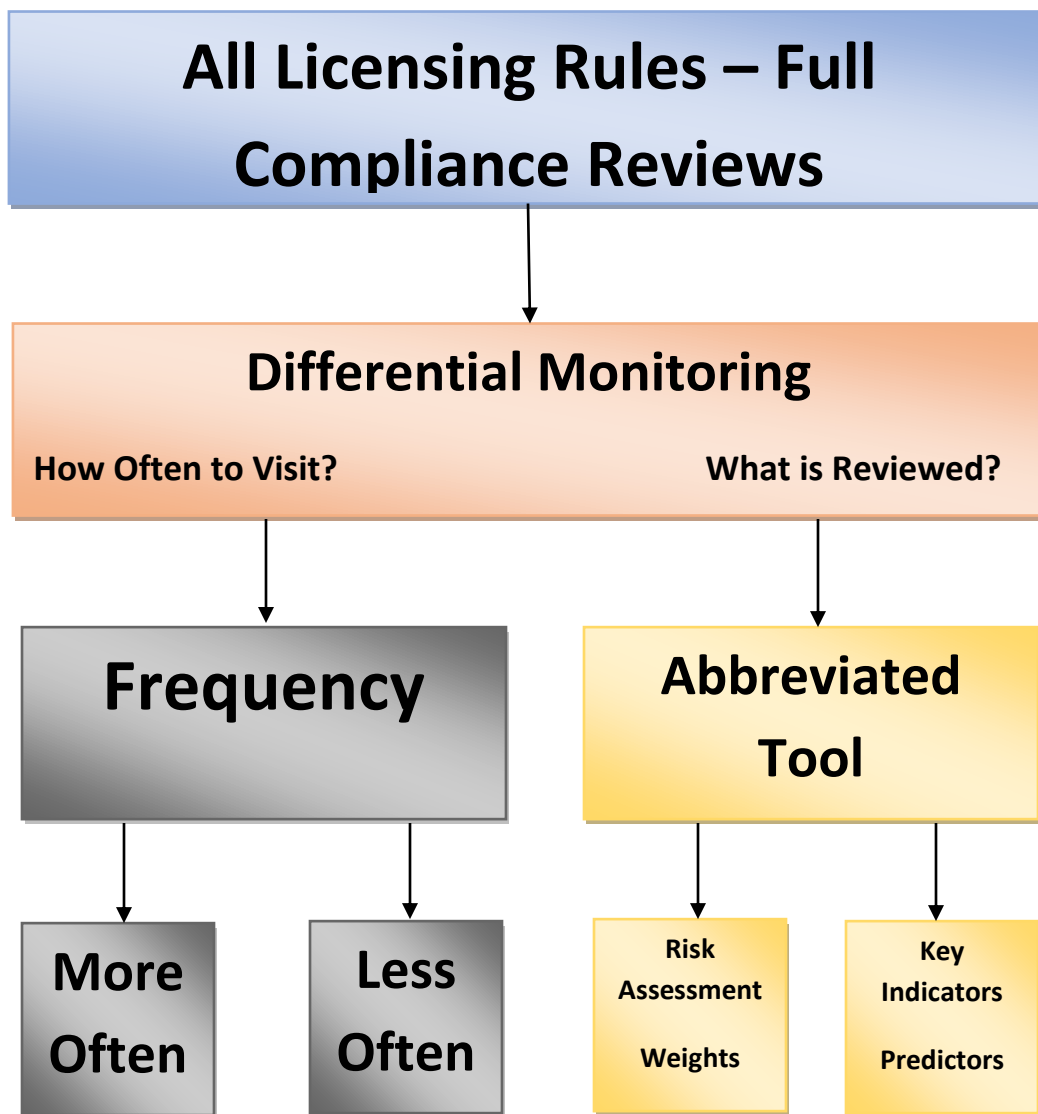 All Licensing Rules – Full
Compliance Reviews
Differential Monitoring
How Often to Visit?
What is Reviewed?
Frequency
Abbreviated
Tool
More
Often
Less
Often
Risk
Assessment
Weights
Key
Indicators
Predictors